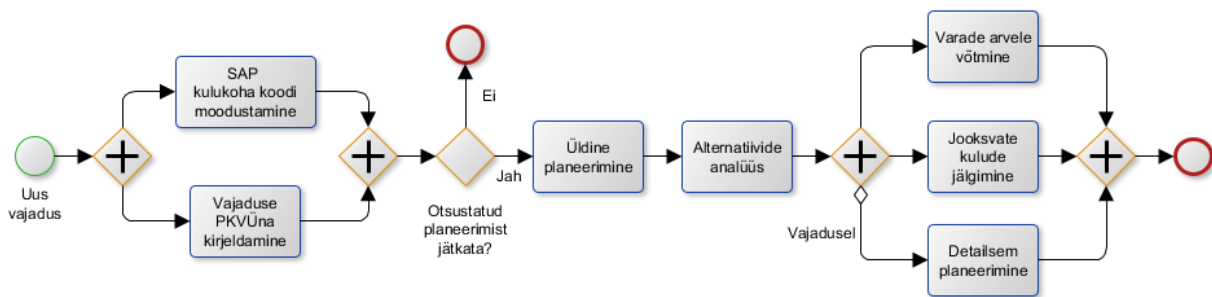 Uus
vajadus
SAP
kulukoha koodi
moodustamine
Vajaduse
PKVÜna
kirjeldamine
Ei
Jah
Otsustatud
planeerimist
jätkata?
Üldine
planeerimine
Alternatiivide
analüüs
Vajadusel
Varade arvele
võtmine
Jooksvate
kulude
jälgimine
Detailsem
planeerimine